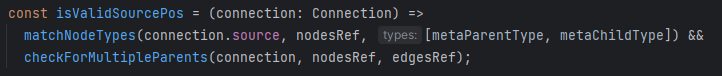 const isValidSourcePos = (connection: Connection) =>
matchNodeTypes(connection.source, nodesRef, types: [metaParentType, metaChildType]) &&
checkForMultipleParents(connection, nodesRef, edgesRef);